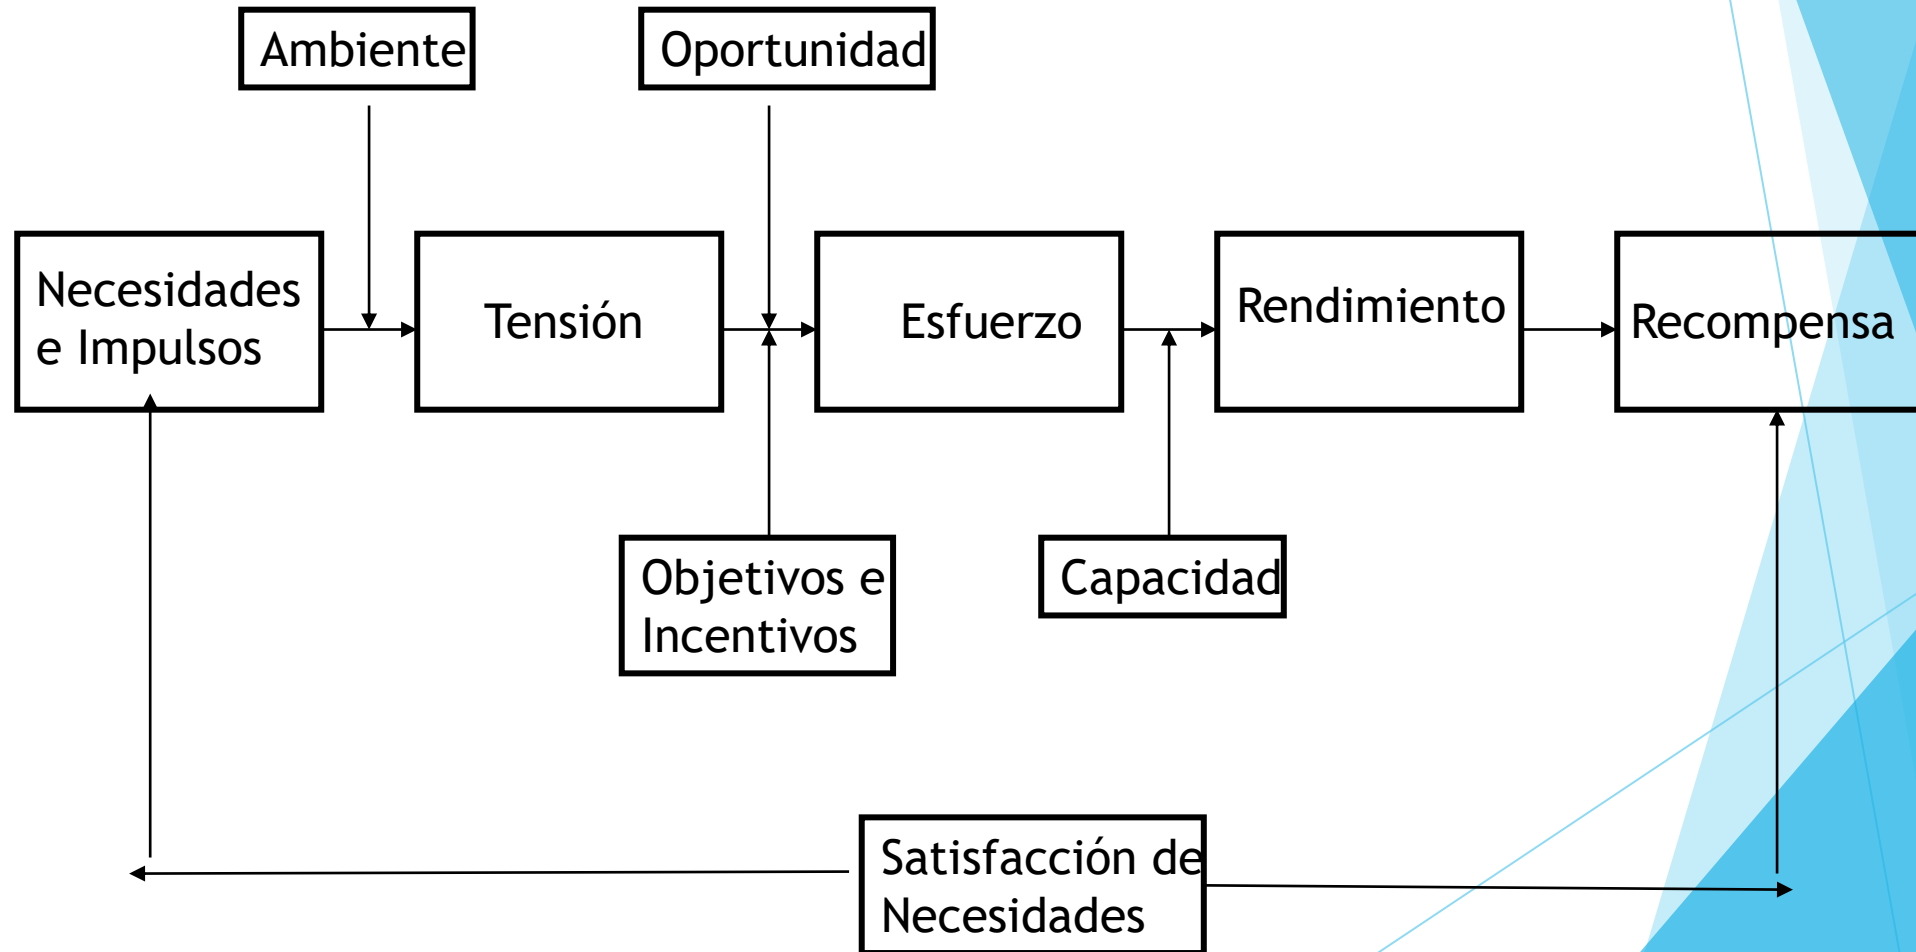 Ambiente
Oportunidad
Necesidades
e Impulsos
Tensión
Esfuerzo
Rendimiento
Recompensa
Objetivos e
Incentivos
Capacidad
Satisfacción de
Necesidades